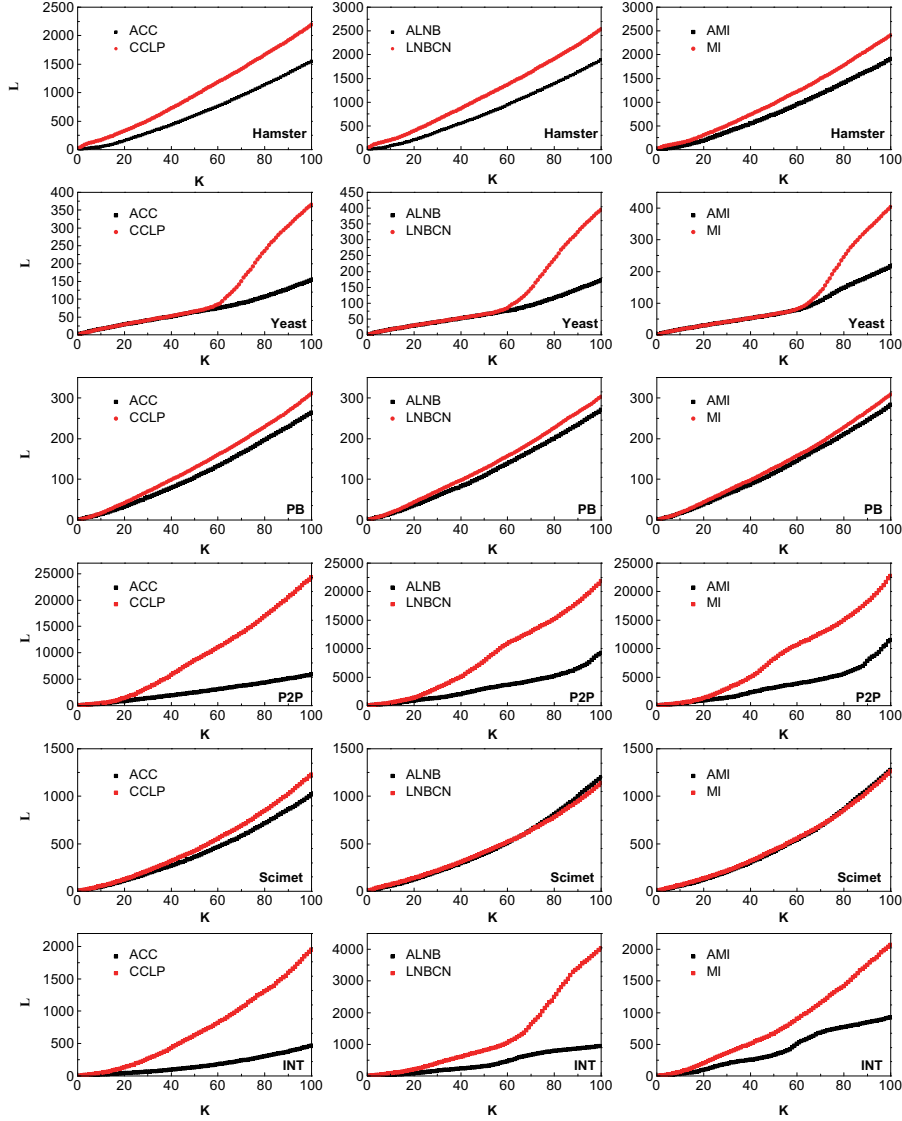 2500
2000
1500
1000
500
0
L
ACC
CCLP
Hamster
0 20 40 60 80 100
K
3000
2500
2000
1500
1000
500
0
ALNB
LNBCN
Hamster
0 20 40 60 80 100
K
3000
2500
2000
1500
1000
500
0
AMI
MI
Hamster
0 20 40 60 80 100
K
400
350
300
250
200
150
100
50
0
L
ACC
CCLP
Yeast
0 20 40 60 80 100
K
450
400
350
300
250
200
150
100
50
0
ALNB
LNBCN
Yeast
0 20 40 60 80 100
K
400
300
200
100
0
AMI
MI
Yeast
0 20 40 60 80 100
K
300
200
100
0
L
ACC
CCLP
PB
0 20 40 60 80 100
K
300
200
100
0
ALNB
LNBCN
PB
0 20 40 60 80 100
K
300
200
100
0
AMI
MI
PB
0 20 40 60 80 100
K
25000
20000
15000
10000
5000
0
L
ACC
CCLP
P2P
0 20 40 60 80 100
K
25000
20000
15000
10000
5000
0
ALNB
LNBCN
P2P
0 20 40 60 80 100
K
25000
20000
15000
10000
5000
0
AMI
MI
P2P
0 20 40 60 80 100
K
1500
1000
500
0
L
ACC
CCLP
Scimet
0 20 40 60 80 100
K
1500
1000
500
0
ALNB
LNBCN
Scimet
0 20 40 60 80 100
K
1500
1000
500
0
AMI
MI
Scimet
0 20 40 60 80 100
K
2000
1500
1000
500
0
L
ACC
CCLP
INT
0 20 40 60 80 100
K
4000
3000
2000
1000
0
ALNB
LNBCN
INT
0 20 40 60 80 100
K
2000
1500
1000
500
0
AMI
MI
INT
0 20 40 60 80 100
K